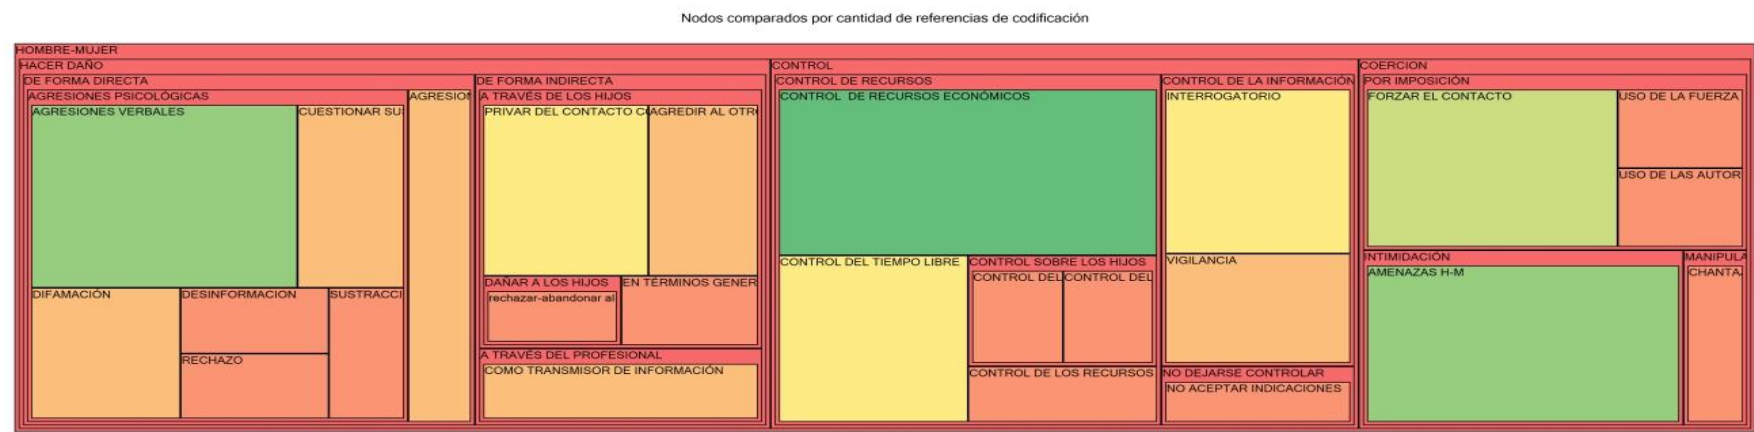 Nodos comparados por cantidad de referencias de codificación
HOMBRE-MUJER
HACER DAÑO
DE FORMA DIRECTA
AGRESIONES PSICOLÓGICAS
AGRESIONES VERBALES
CUESTIONAR SU
DIFAMACIÓN
DESINFORMACION
RECHAZO
SUSTRACCI
AGRESION
DE FORMA INDIRECTA
A TRAVÉS DE LOS HIJOS
PRIVAR DEL CONTACTO C
AGREDIR AL OTR
DAÑAR A LOS HIJOS
rechazar-abandonar al
EN TÉRMINOS GENER
A TRAVÉS DEL PROFESIONAL
COMO TRANSMISOR DE INFORMACIÓN
CONTROL
CONTROL DE RECURSOS
CONTROL DE RECURSOS ECONÓMICOS
CONTROL DEL TIEMPO LIBRE
CONTROL SOBRE LOS HIJOS
CONTROL DEL
CONTROL DEL
CONTROL DE LOS RECURSOS
CONTROL DE LA INFORMACIÓN
INTERROGATORIO
VIGILANCIA
NO DEJARSE CONTROLAR
NO ACEPTAR INDICACIONES
COERCION
POR IMPOSICIÓN
FORZAR EL CONTACTO
USO DE LA FUERZA
USO DE LAS AUTOR
INTIMIDACIÓN
AMENAZAS H-M
MANIPULA
CHANTA